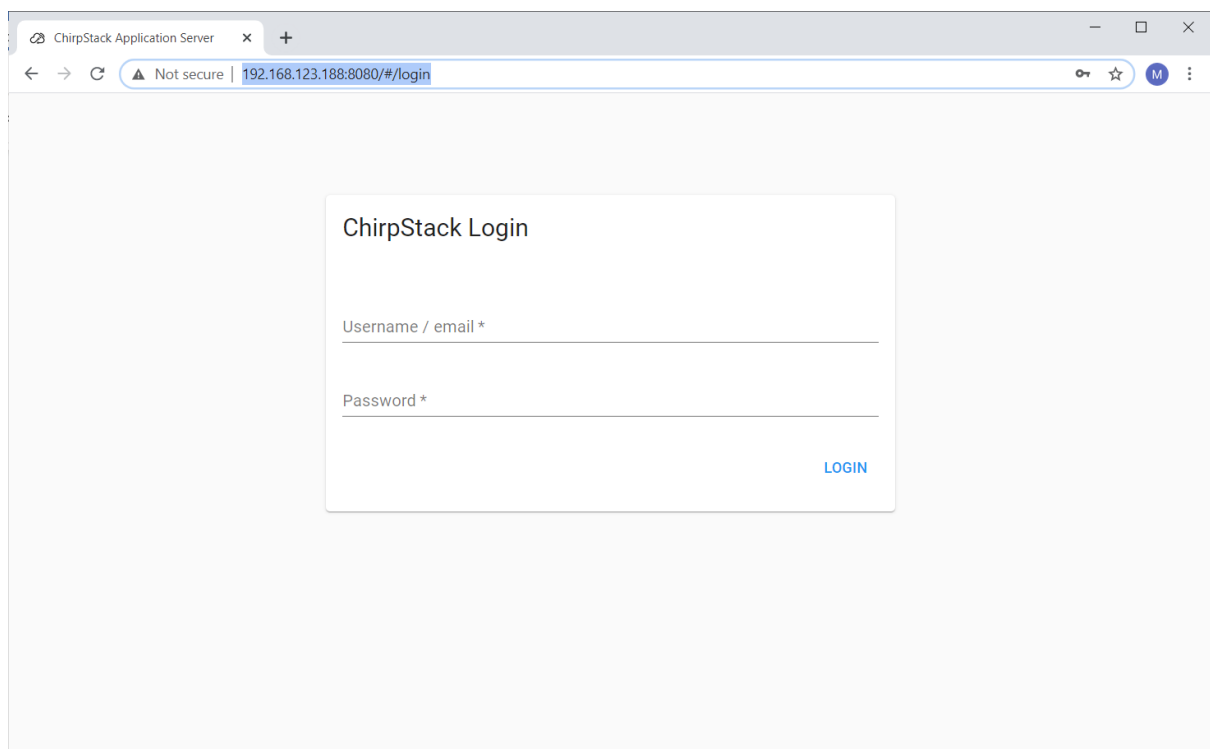 ChirpStack Application Server
Not secure | 192.168.123.188:8080/#/login
M
ChirpStack Login
Username / email *
Password *
LOGIN